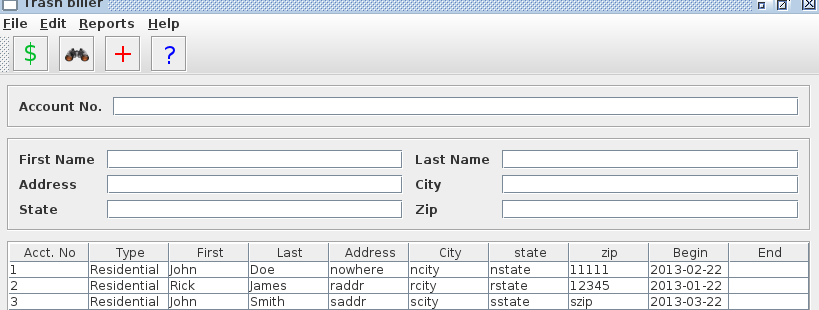 Trash biller
File Edit Reports Help
$ + ?
Account No.
First Name Last Name
Address City
State Zip
Acct. No Type First Last Address City state zip Begin End
1 Residential John Doe nowhere ncity nstate 11111 2013-02-22
2 Residential Rick James raddr rcity rstate 12345 2013-01-22
3 Residential John Smith saddr scity sstate szip 2013-03-22